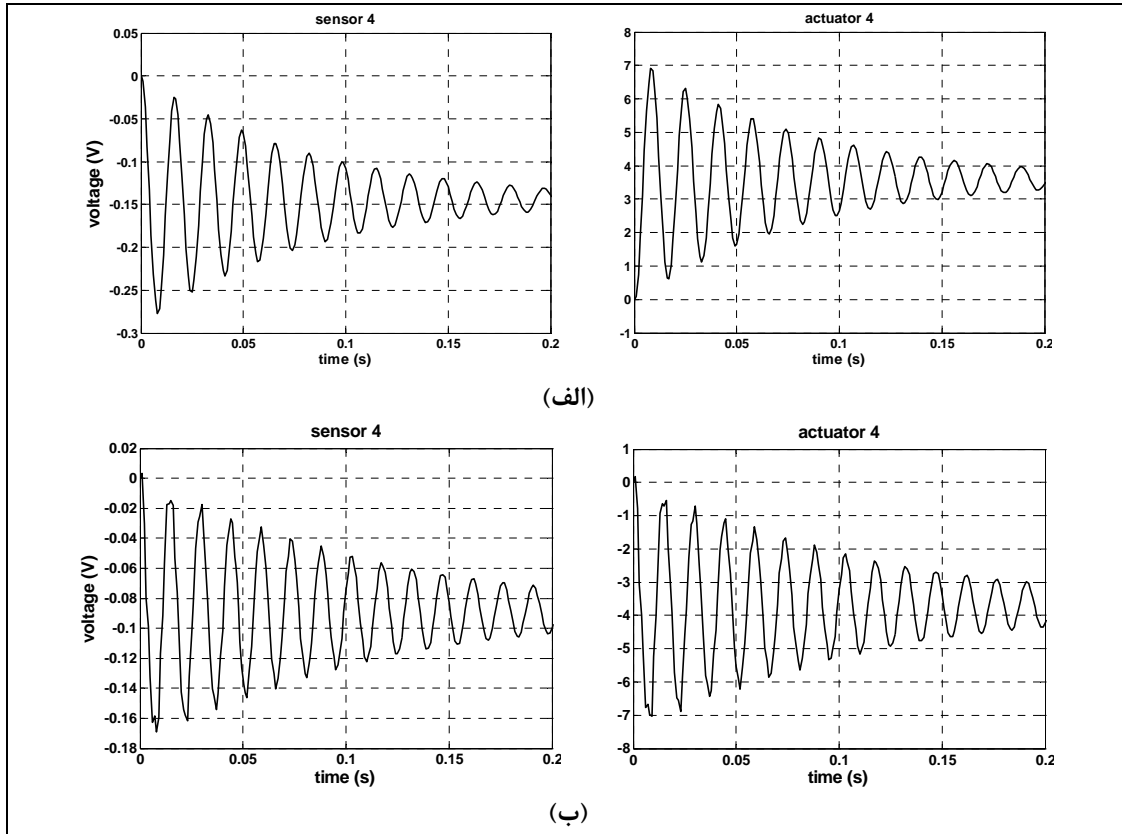 sensor 4
0.05
0
-0.05
-0.1
-0.15
-0.2
-0.25
-0.3
voltage (V)
0 0.05 0.1 0.15 0.2
time (s)
actuator 4
8
7
6
5
4
3
2
1
0
-1
0 0.05 0.1 0.15 0.2
time (s)
(الف)
sensor 4
0.02
0
-0.02
-0.04
-0.06
-0.08
-0.1
-0.12
-0.14
-0.16
-0.18
voltage (V)
0 0.05 0.1 0.15 0.2
time (s)
actuator 4
1
0
-1
-2
-3
-4
-5
-6
-7
-8
0 0.05 0.1 0.15 0.2
time (s)
(ب)